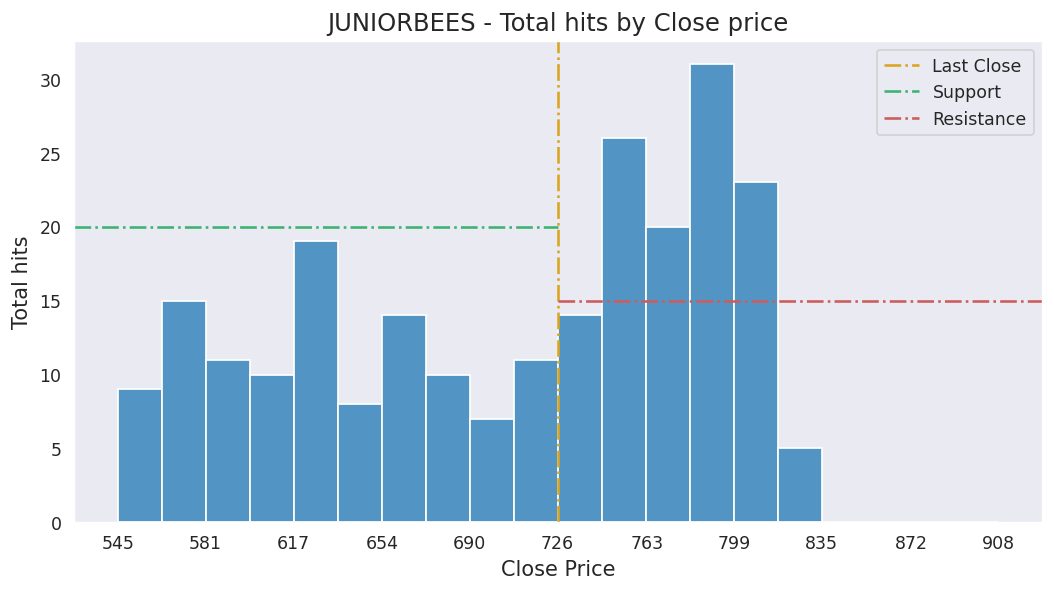 JUNIORBEES - Total hits by Close price
Last Close
Support
Resistance
Total hits
30
25
20
15
10
5
0
545 581 617 654 690 726 763 799 835 872 908
Close Price